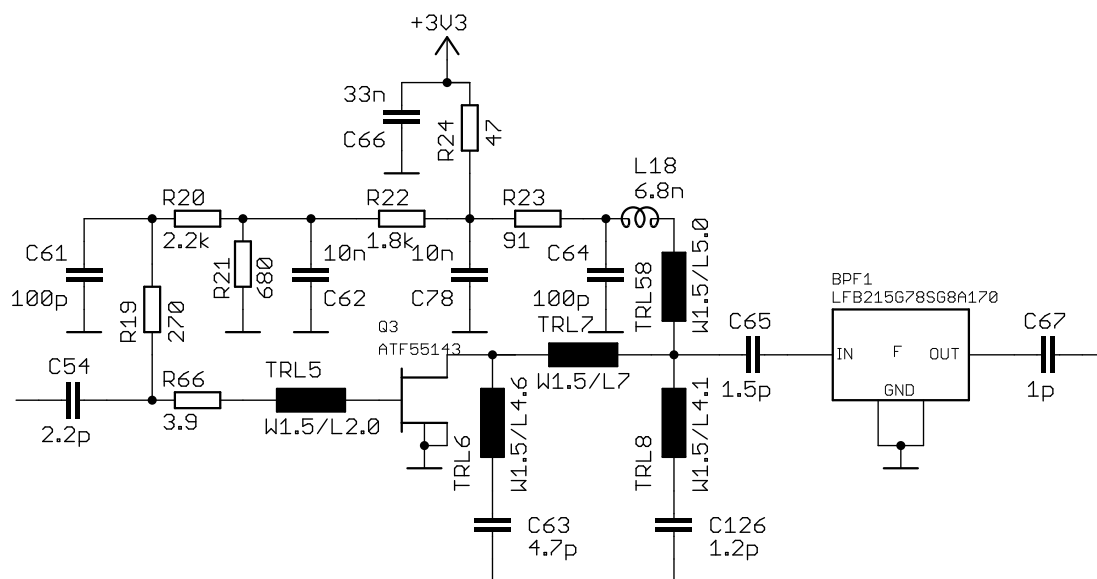 +3V3
33n
C66
R24
47
L18
6.8n
R20
2.2k
R22
1.8k
R23
91
C61
100p
R21
680
10n
C62
10n
C78
C64
100p
TRL58
W1.5/L5.0
R19
270
Q3
ATF55143
TRL7
W1.5/L7
BPF1
LFB215G78SG8A170
IN
F
OUT
GND
C65
1.5p
C67
1p
C54
2.2p
R66
3.9
TRL5
W1.5/L2.0
TRL6
W1.5/L4.6
TRL8
W1.5/L4.1
C63
4.7p
C126
1.2p